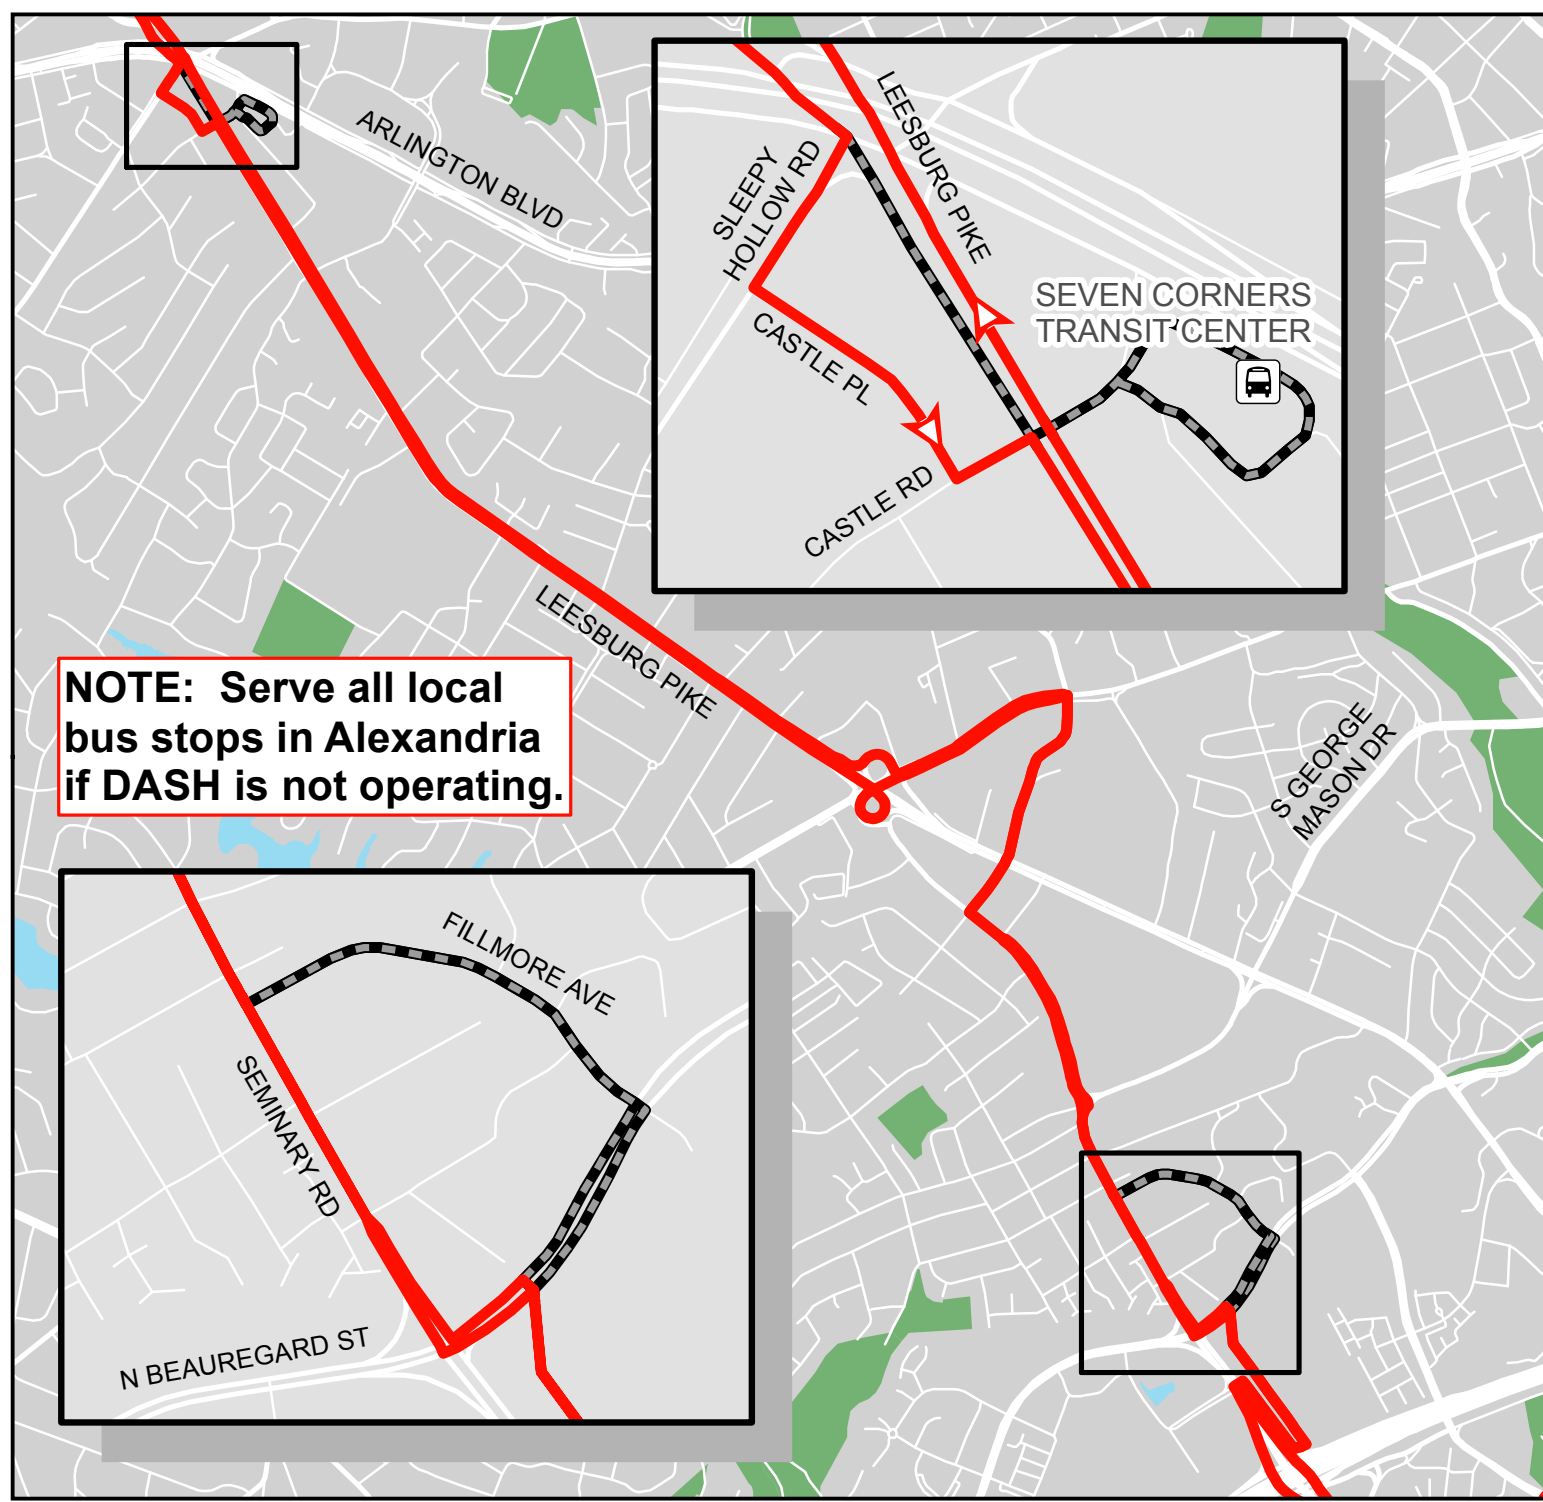 ARLINGTON BLVD
LEESBURG PIKE
SLEEPY
HOLLOW RD
SEVEN CORNERS
TRANSIT CENTER
CASTLE PL
CASTLE RD
LEESBURG PIKE
NOTE:  Serve all local
bus stops in Alexandria
if DASH is not operating.
S GEORGE
MASON DR
FILLMORE AVE
SEMINARY RD
N BEAUREGARD ST